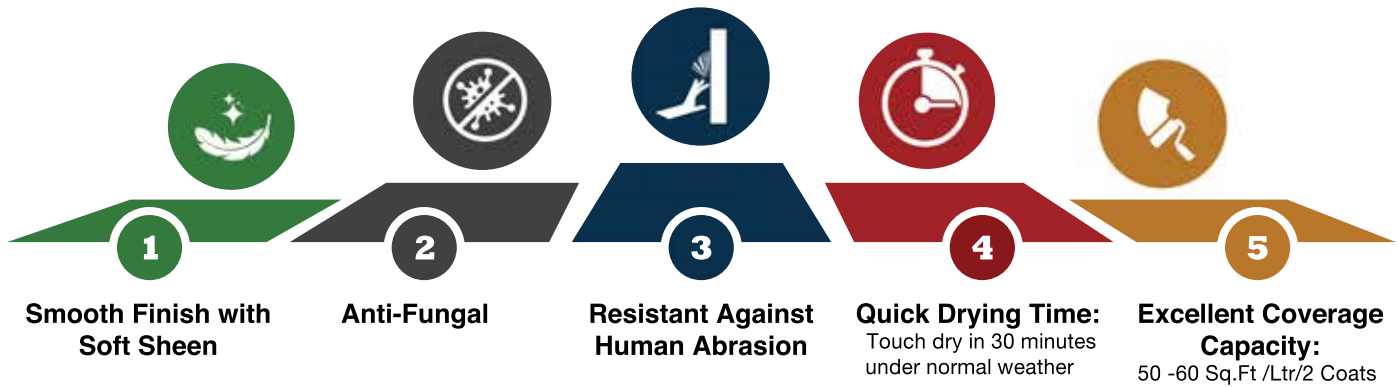 1
Smooth Finish with
Soft Sheen
2
Anti-Fungal
3
Resistant Against
Human Abrasion
4
Quick Drying Time:
Touch dry in 30 minutes
under normal weather
5
Excellent Coverage
Capacity:
50 -60 Sq.Ft /Ltr/2 Coats